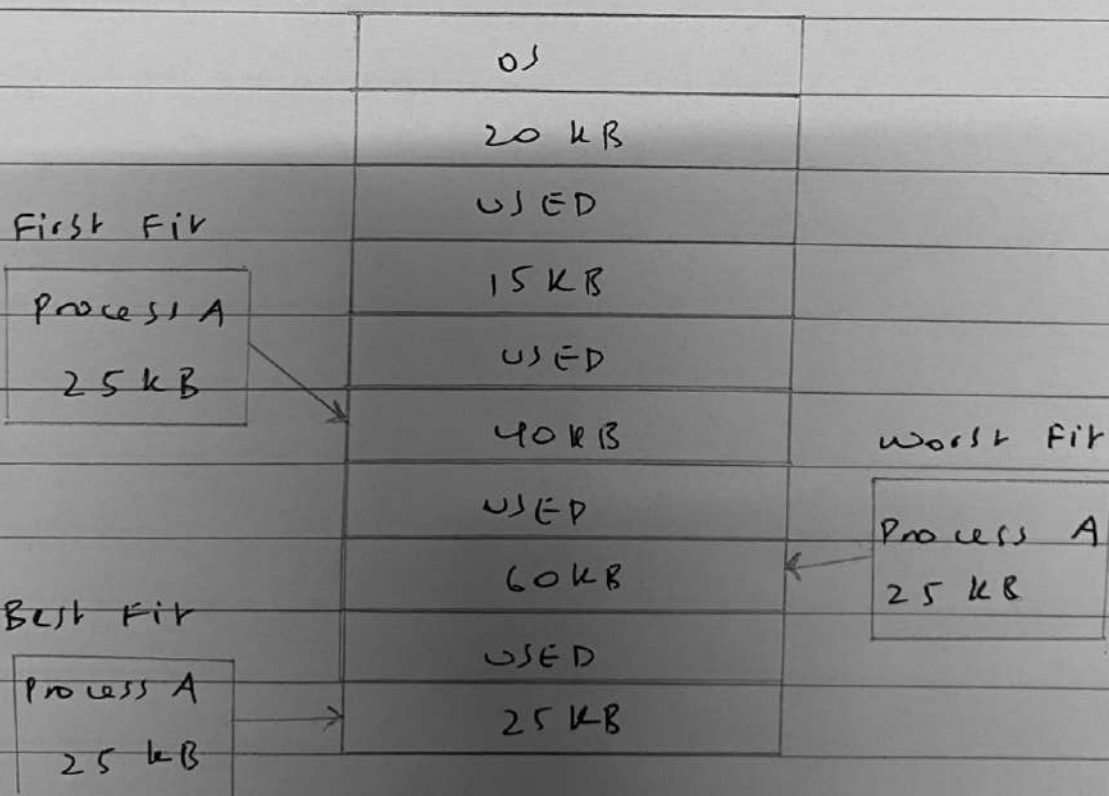 OS
20 KB
USED
First Fit
15 KB
Process A
25 KB
USED
40 KB
Worst Fit
USED
Process A
25 KB
60 KB
Best Fit
USED
Process A
25 KB
25 KB